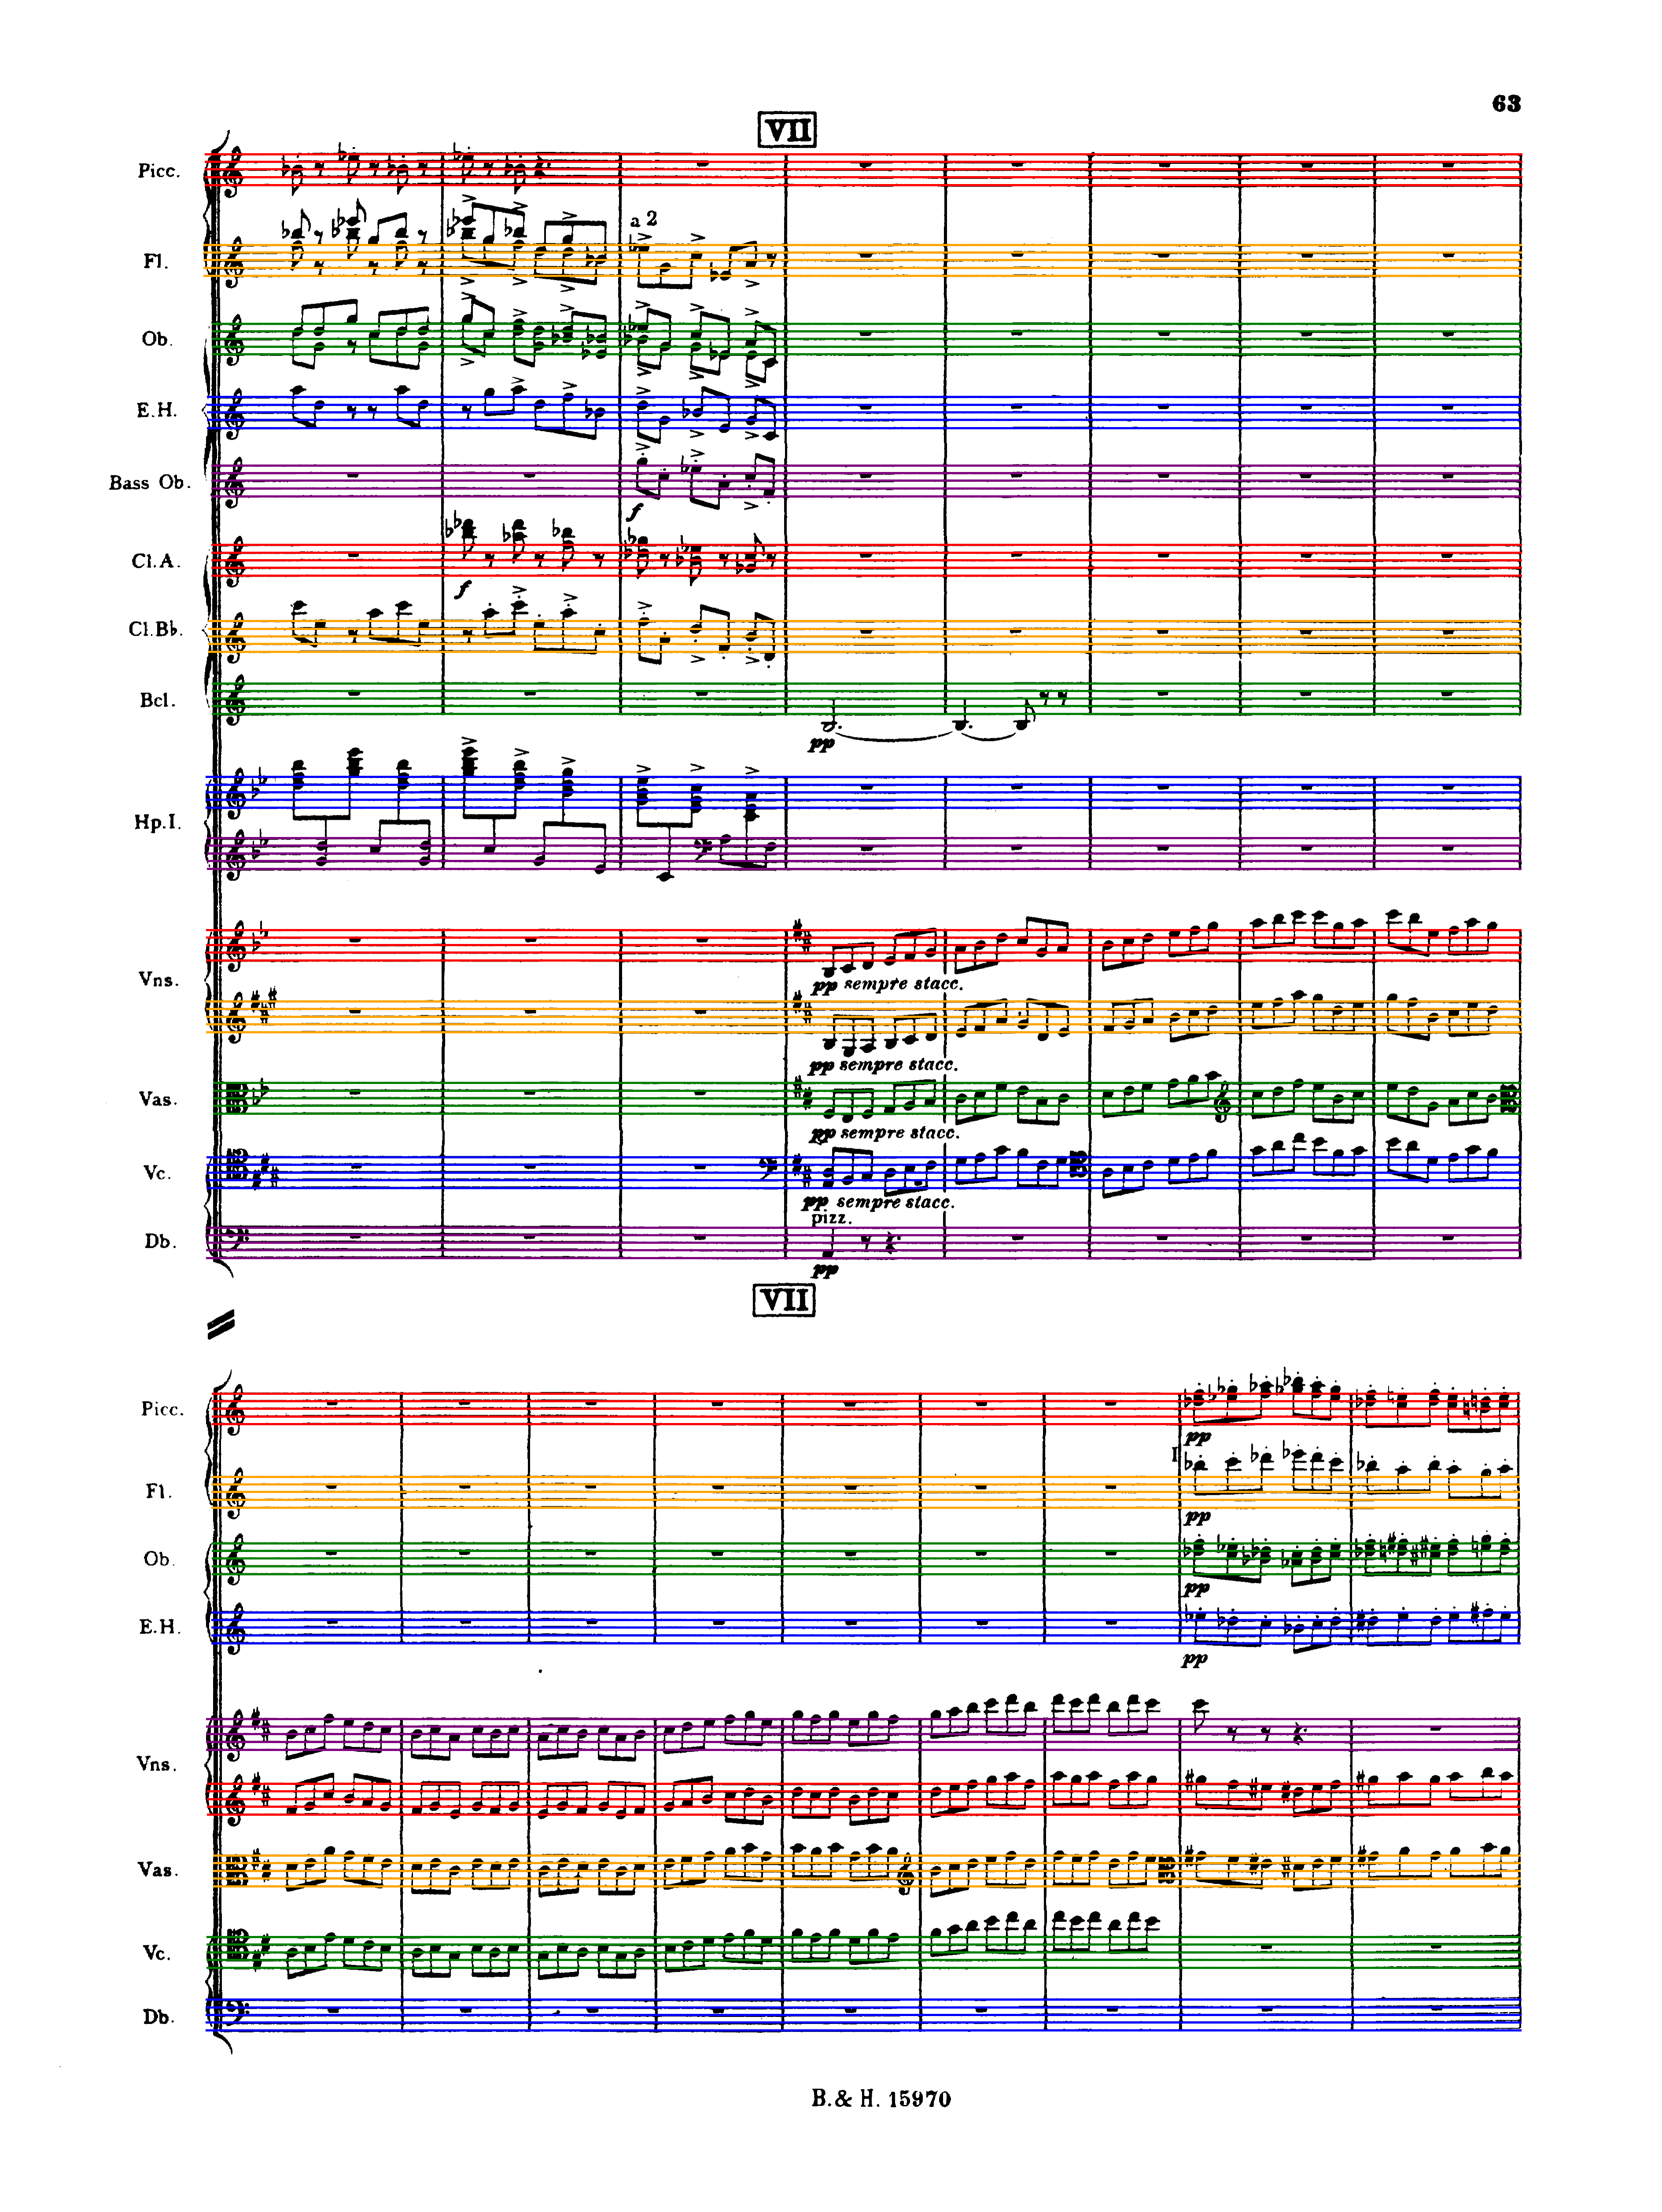 63
VII
Picc.
Fl.
a 2
Ob.
E.H.
Bass Ob.
f
Cl.A.
f
Cl.B♭.
Bcl.
pp
Hp.I.
Vns.
pp sempre stacc.
pp sempre stacc.
Vas.
pp sempre stacc.
Vc.
pp sempre stacc.
pizz.
Db.
pp
VII
Picc.
pp
I
Fl.
pp
Ob.
pp
E.H.
pp
Vns.
Vas.
Vc.
Db.
B. & H. 15970